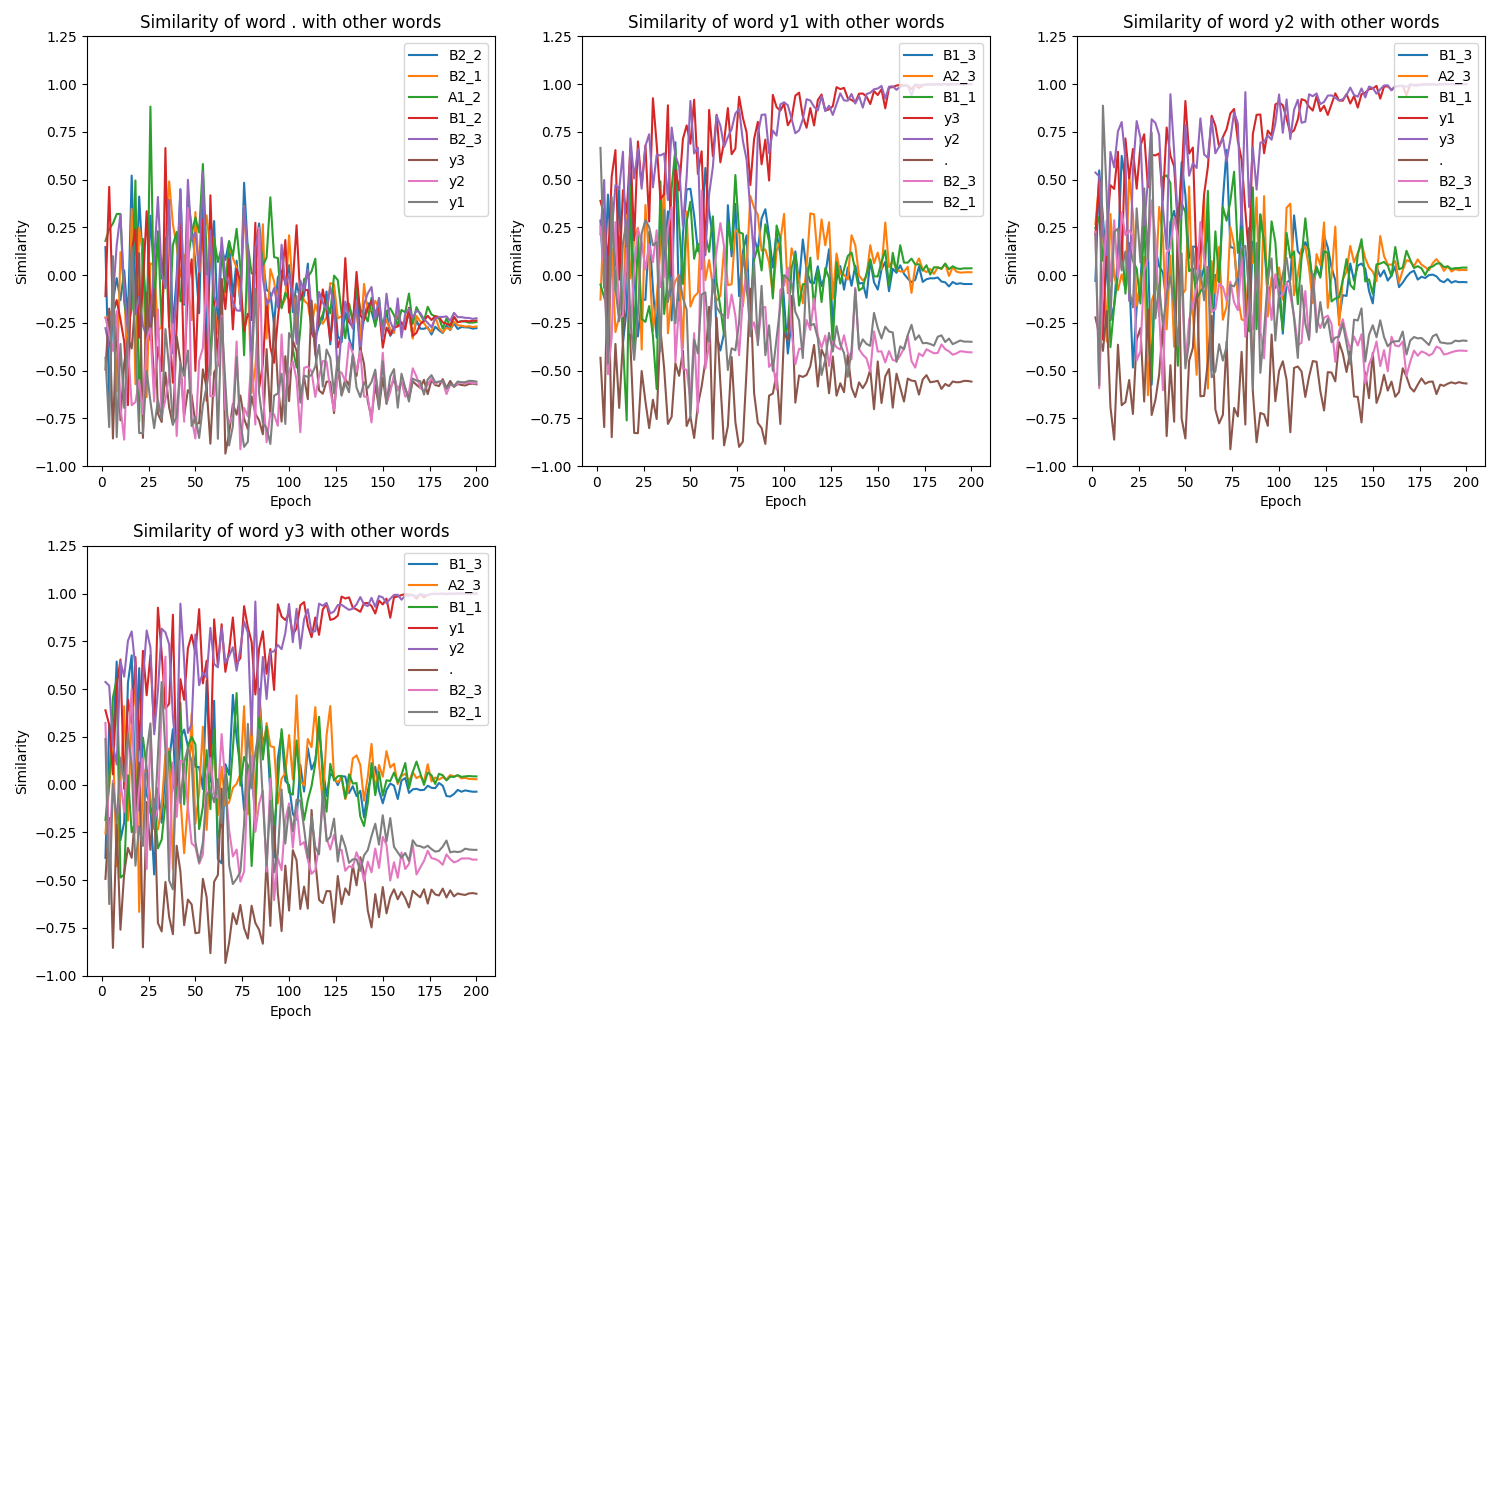 Similarity of word . with other words
1.25
1.00
0.75
0.50
0.25
0.00
−0.25
−0.50
−0.75
−1.00
Similarity
0 25 50 75 100 125 150 175 200
Epoch
B2_2
B2_1
A1_2
B1_2
B2_3
y3
y2
y1
Similarity of word y1 with other words
1.25
1.00
0.75
0.50
0.25
0.00
−0.25
−0.50
−0.75
−1.00
Similarity
0 25 50 75 100 125 150 175 200
Epoch
B1_3
A2_3
B1_1
y3
y2
.
B2_3
B2_1
Similarity of word y2 with other words
1.25
1.00
0.75
0.50
0.25
0.00
−0.25
−0.50
−0.75
−1.00
Similarity
0 25 50 75 100 125 150 175 200
Epoch
B1_3
A2_3
B1_1
y1
y3
.
B2_3
B2_1
Similarity of word y3 with other words
1.25
1.00
0.75
0.50
0.25
0.00
−0.25
−0.50
−0.75
−1.00
Similarity
0 25 50 75 100 125 150 175 200
Epoch
B1_3
A2_3
B1_1
y1
y2
.
B2_3
B2_1